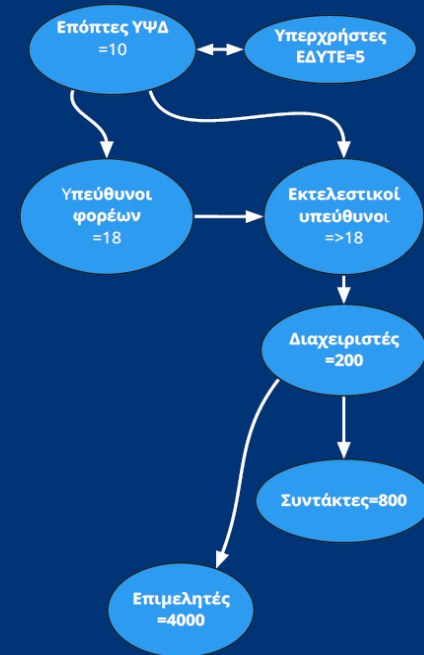 Επόπτες ΥΨΔ
=10
Υπερχρήστες
ΕΔΥΤΕ=5
Υπεύθυνοι
φορέων
=18
Εκτελεστικοί
υπεύθυνοι
=>18
Διαχειριστές
=200
Συντάκτες=800
Επιμελητές
=4000